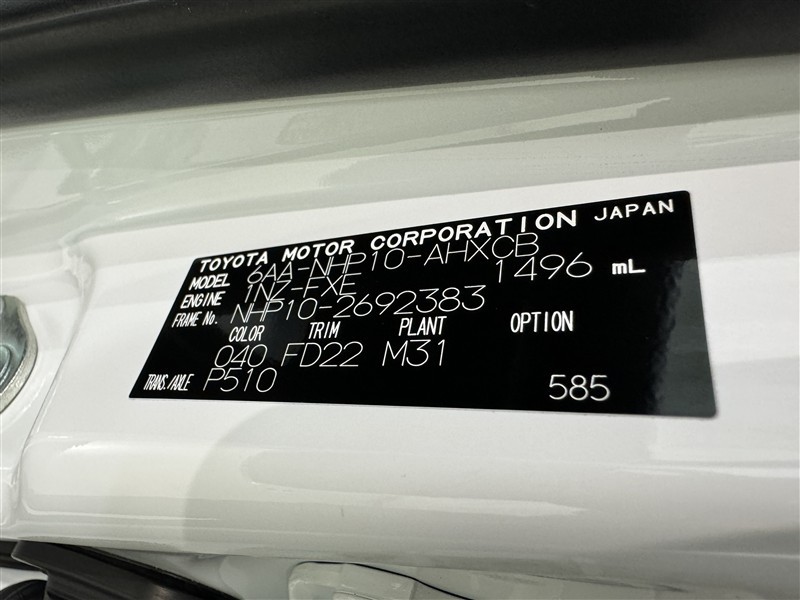 TOYOTA MOTOR CORPORATION JAPAN
MODEL 6AA-NHP10-AHXCB
ENGINE 1NZ-FXE 1496 mL
FRAME No. NHP10-2692383
COLOR TRIM PLANT OPTION
040 FD22 M31
TRANS./AXLE P510 585